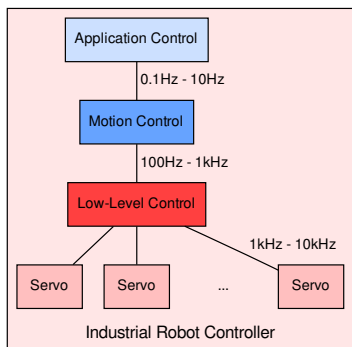 Application Control
0.1Hz - 10Hz
Motion Control
100Hz - 1kHz
Low-Level Control
1kHz - 10kHz
Servo Servo ... Servo
Industrial Robot Controller